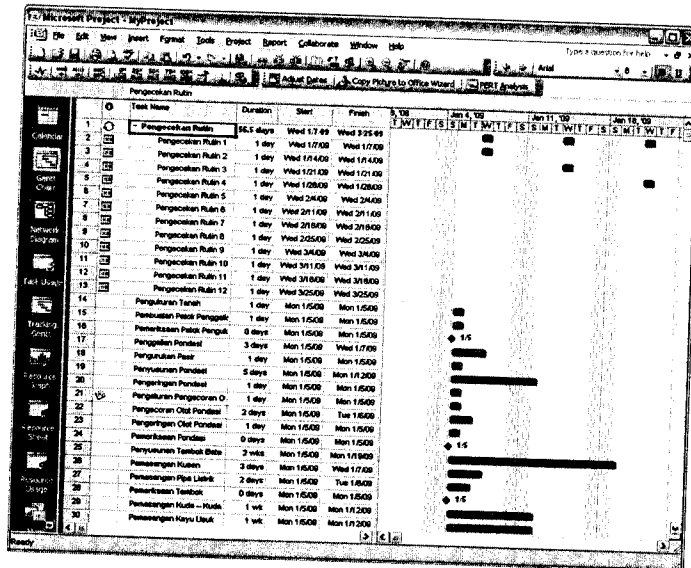 Microsoft Project - MyProject
File Edit View Insert Format Tools Project Report Collaborate Window Help
Type a question for help
Arial 8
Adjust Dates Copy Picture to Office Wizard PERT Analysis
Pengecekan Rutin
Task Name Duration Start Finish
Jan 4, '09 Jan 11, '09 Jan 18, '09
T W T F S S M T W T F S S M T W T F S S M T W T F S
1 - Pengecekan Rutin 56.5 days Wed 1/7/09 Wed 3/25/09
2 Pengecekan Rutin 1 1 day Wed 1/7/09 Wed 1/7/09
3 Pengecekan Rutin 2 1 day Wed 1/14/09 Wed 1/14/09
4 Pengecekan Rutin 3 1 day Wed 1/21/09 Wed 1/21/09
5 Pengecekan Rutin 4 1 day Wed 1/28/09 Wed 1/28/09
6 Pengecekan Rutin 5 1 day Wed 2/4/09 Wed 2/4/09
7 Pengecekan Rutin 6 1 day Wed 2/11/09 Wed 2/11/09
8 Pengecekan Rutin 7 1 day Wed 2/18/09 Wed 2/18/09
9 Pengecekan Rutin 8 1 day Wed 2/25/09 Wed 2/25/09
10 Pengecekan Rutin 9 1 day Wed 3/4/09 Wed 3/4/09
11 Pengecekan Rutin 10 1 day Wed 3/11/09 Wed 3/11/09
12 Pengecekan Rutin 11 1 day Wed 3/18/09 Wed 3/18/09
13 Pengecekan Rutin 12 1 day Wed 3/25/09 Wed 3/25/09
14 Pengukuran Tanah 1 day Mon 1/5/09 Mon 1/5/09
15 Pembuatan Patok Penggalic 1 day Mon 1/5/09 Mon 1/5/09
16 Pemeriksaan Patok Penguk 0 days Mon 1/5/09 Mon 1/5/09 1/5
17 Penggalian Pondasi 3 days Mon 1/5/09 Wed 1/7/09
18 Pengurukan Pasir 1 day Mon 1/5/09 Mon 1/5/09
19 Penyusunan Pondasi 5 days Mon 1/5/09 Mon 1/12/09
20 Pengeringan Pondasi 1 day Mon 1/5/09 Mon 1/5/09
21 Pengaturan Pengecoran O 1 day Mon 1/5/09 Mon 1/5/09
22 Pengecoran Olot Pondasi 2 days Mon 1/5/09 Tue 1/6/09
23 Pengeringan Olot Pondasi 1 day Mon 1/5/09 Mon 1/5/09
24 Pemeriksaan Pondasi 0 days Mon 1/5/09 Mon 1/5/09 1/5
25 Penyusunan Tembok Bata 2 wks Mon 1/5/09 Mon 1/19/09
26 Pemasangan Kusen 3 days Mon 1/5/09 Wed 1/7/09
27 Pemasangan Pipa Listrik 2 days Mon 1/5/09 Tue 1/6/09
28 Pemeriksaan Tembok 0 days Mon 1/5/09 Mon 1/5/09 1/5
29 Pemasangan Kuda -- Kuda 1 wk Mon 1/5/09 Mon 1/12/09
30 Pemasangan Kayu Usuk 1 wk Mon 1/5/09 Mon 1/12/09
Calendar
Gantt Chart
Network Diagram
Task Usage
Tracking Gantt
Resource Graph
Resource Sheet
Resource Usage
Ready